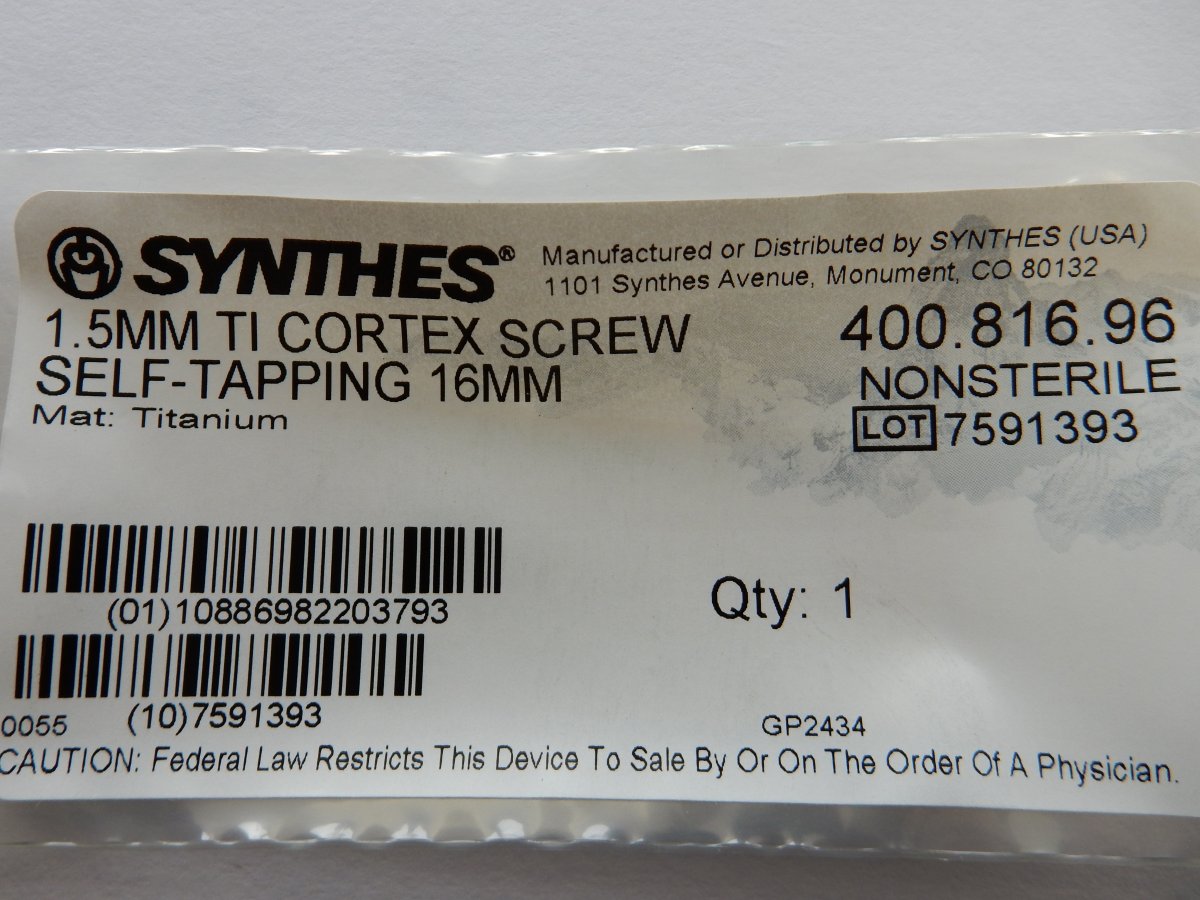 SYNTHES®
Manufactured or Distributed by SYNTHES (USA)
1101 Synthes Avenue, Monument, CO 80132
1.5MM TI CORTEX SCREW
SELF-TAPPING 16MM
Mat: Titanium
400.816.96
NONSTERILE
LOT 7591393
(01)10886982203793
Qty: 1
(10)7591393
0055
GP2434
CAUTION: Federal Law Restricts This Device To Sale By Or On The Order Of A Physician.